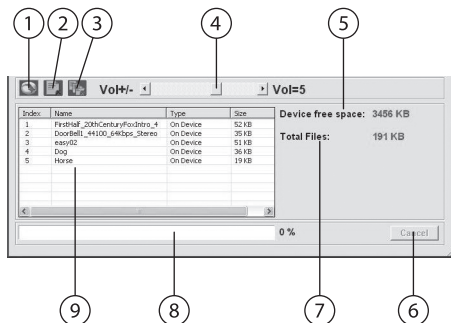 1 2 3 4 5
Vol+/- Vol=5
Index Name Type Size
1 FirstHalf_20thCenturyFoxIntro_4 On Device 52 KB
2 DoorBell1_44100_64Kbps_Stereo On Device 35 KB
3 easy02 On Device 51 KB
4 Dog On Device 36 KB
5 Horse On Device 19 KB
Device free space: 3456 KB
Total Files: 191 KB
0 % Cancel
9 8 7 6